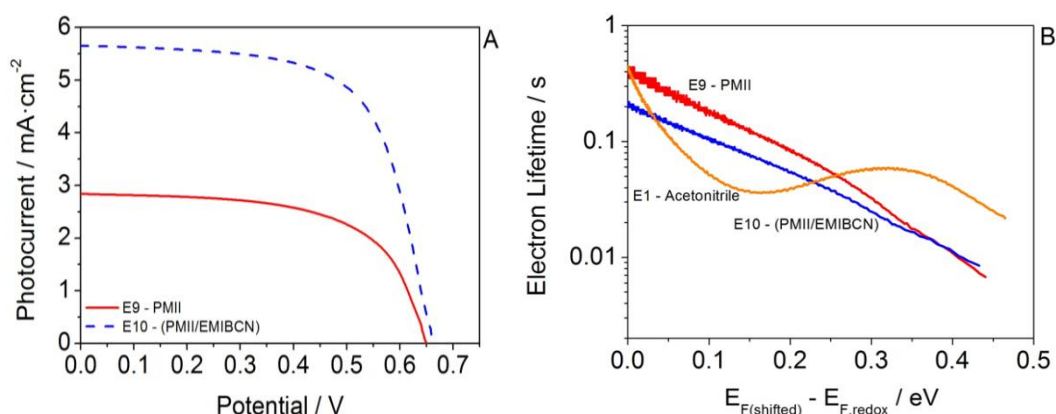 A
Photocurrent / mA·cm⁻²
6
5
4
3
2
1
0
E9 - PMII
E10 - (PMII/EMIBCN)
0.0 0.1 0.2 0.3 0.4 0.5 0.6 0.7
Potential / V
B
Electron Lifetime / s
1
0.1
0.01
E9 - PMII
E1 - Acetonitrile
E10 - (PMII/EMIBCN)
0.0 0.1 0.2 0.3 0.4 0.5
E_F(shifted) - E_F,redox / eV